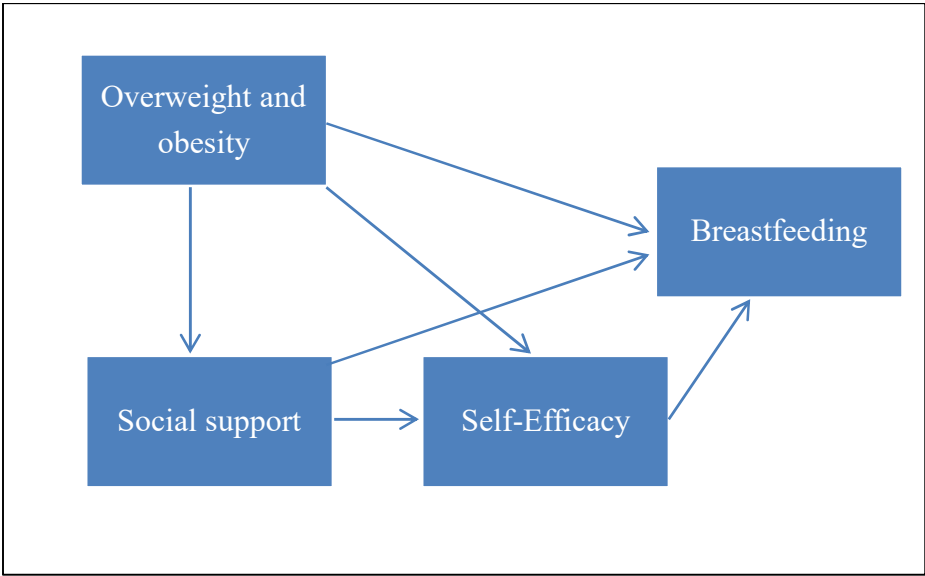 Overweight and
obesity
Breastfeeding
Social support
Self-Efficacy